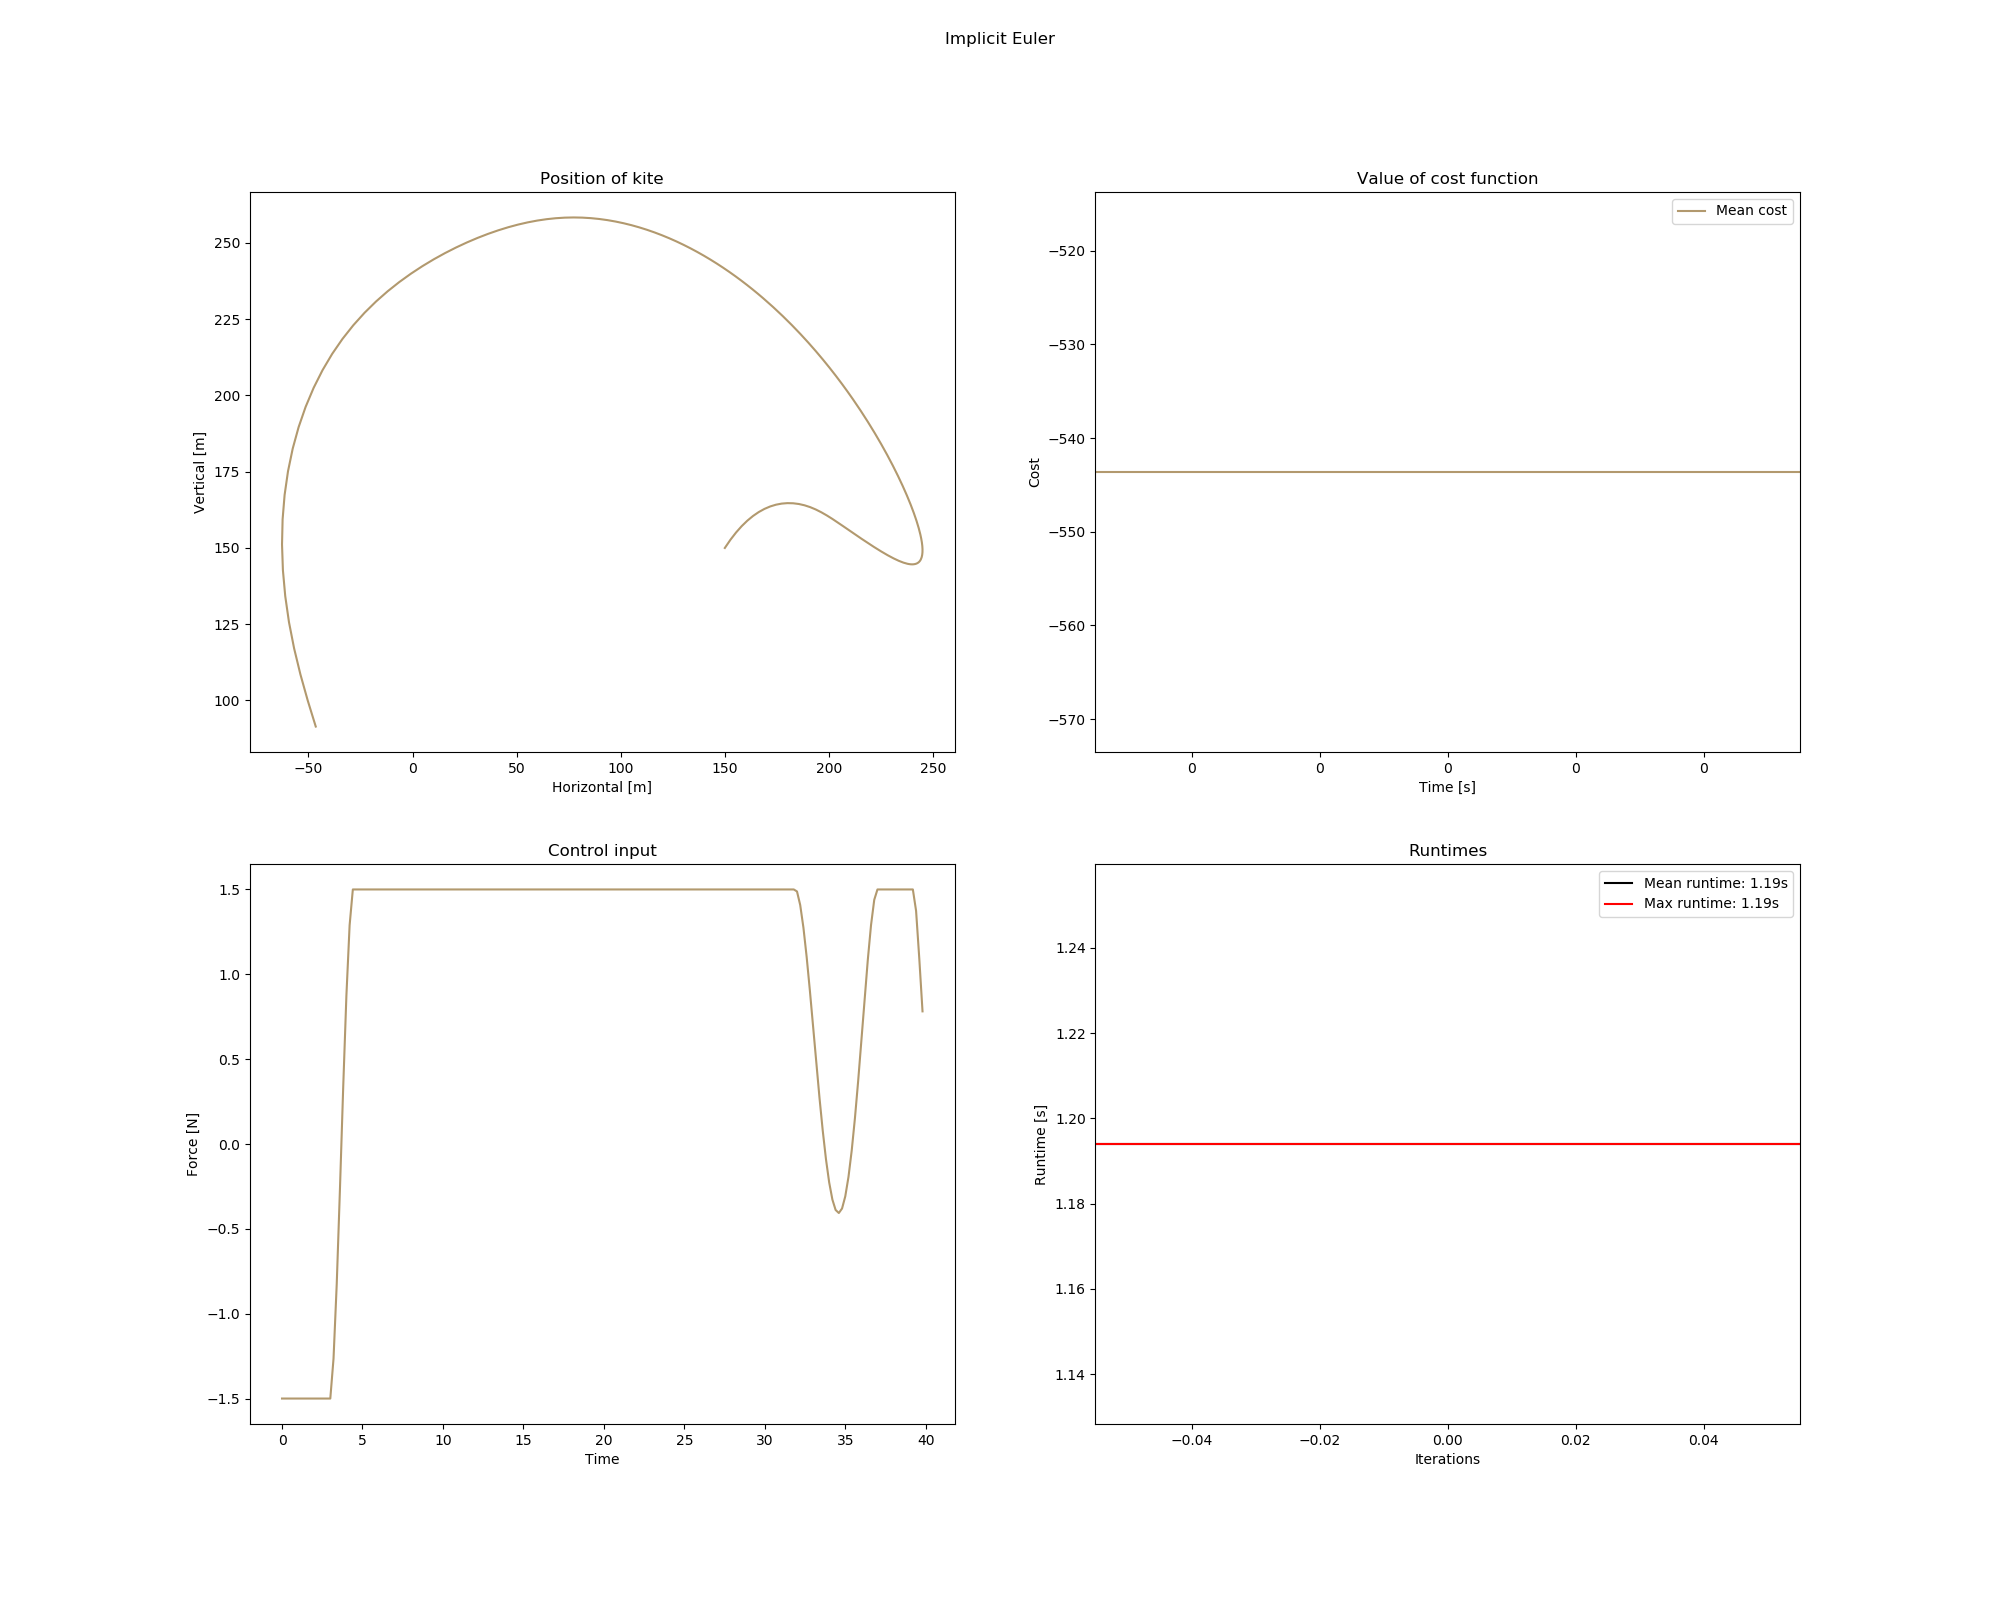 Implicit Euler
Position of kite
250
225
200
175
150
125
100
Vertical [m]
−50 0 50 100 150 200 250
Horizontal [m]
Value of cost function
Mean cost
−520
−530
−540
−550
−560
−570
Cost
0 0 0 0 0
Time [s]
Control input
1.5
1.0
0.5
0.0
−0.5
−1.0
−1.5
Force [N]
0 5 10 15 20 25 30 35 40
Time
Runtimes
Mean runtime: 1.19s
Max runtime: 1.19s
1.24
1.22
1.20
1.18
1.16
1.14
Runtime [s]
−0.04 −0.02 0.00 0.02 0.04
Iterations